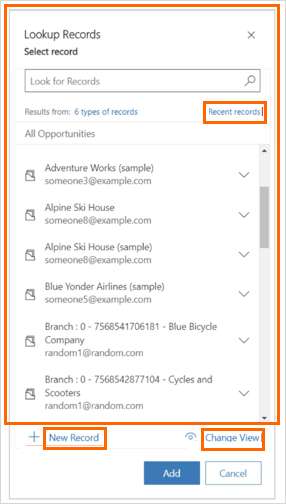 Lookup Records
Select record
Look for Records
Results from: 6 types of records
Recent records
All Opportunities
Adventure Works (sample)
someone3@example.com
Alpine Ski House
someone8@example.com
Alpine Ski House (sample)
someone8@example.com
Blue Yonder Airlines (sample)
someone5@example.com
Branch : 0 - 7568541706181 - Blue Bicycle
Company
random1@random.com
Branch : 0 - 7568542877104 - Cycles and
Scooters
random1@random.com
New Record
Change View
Add
Cancel